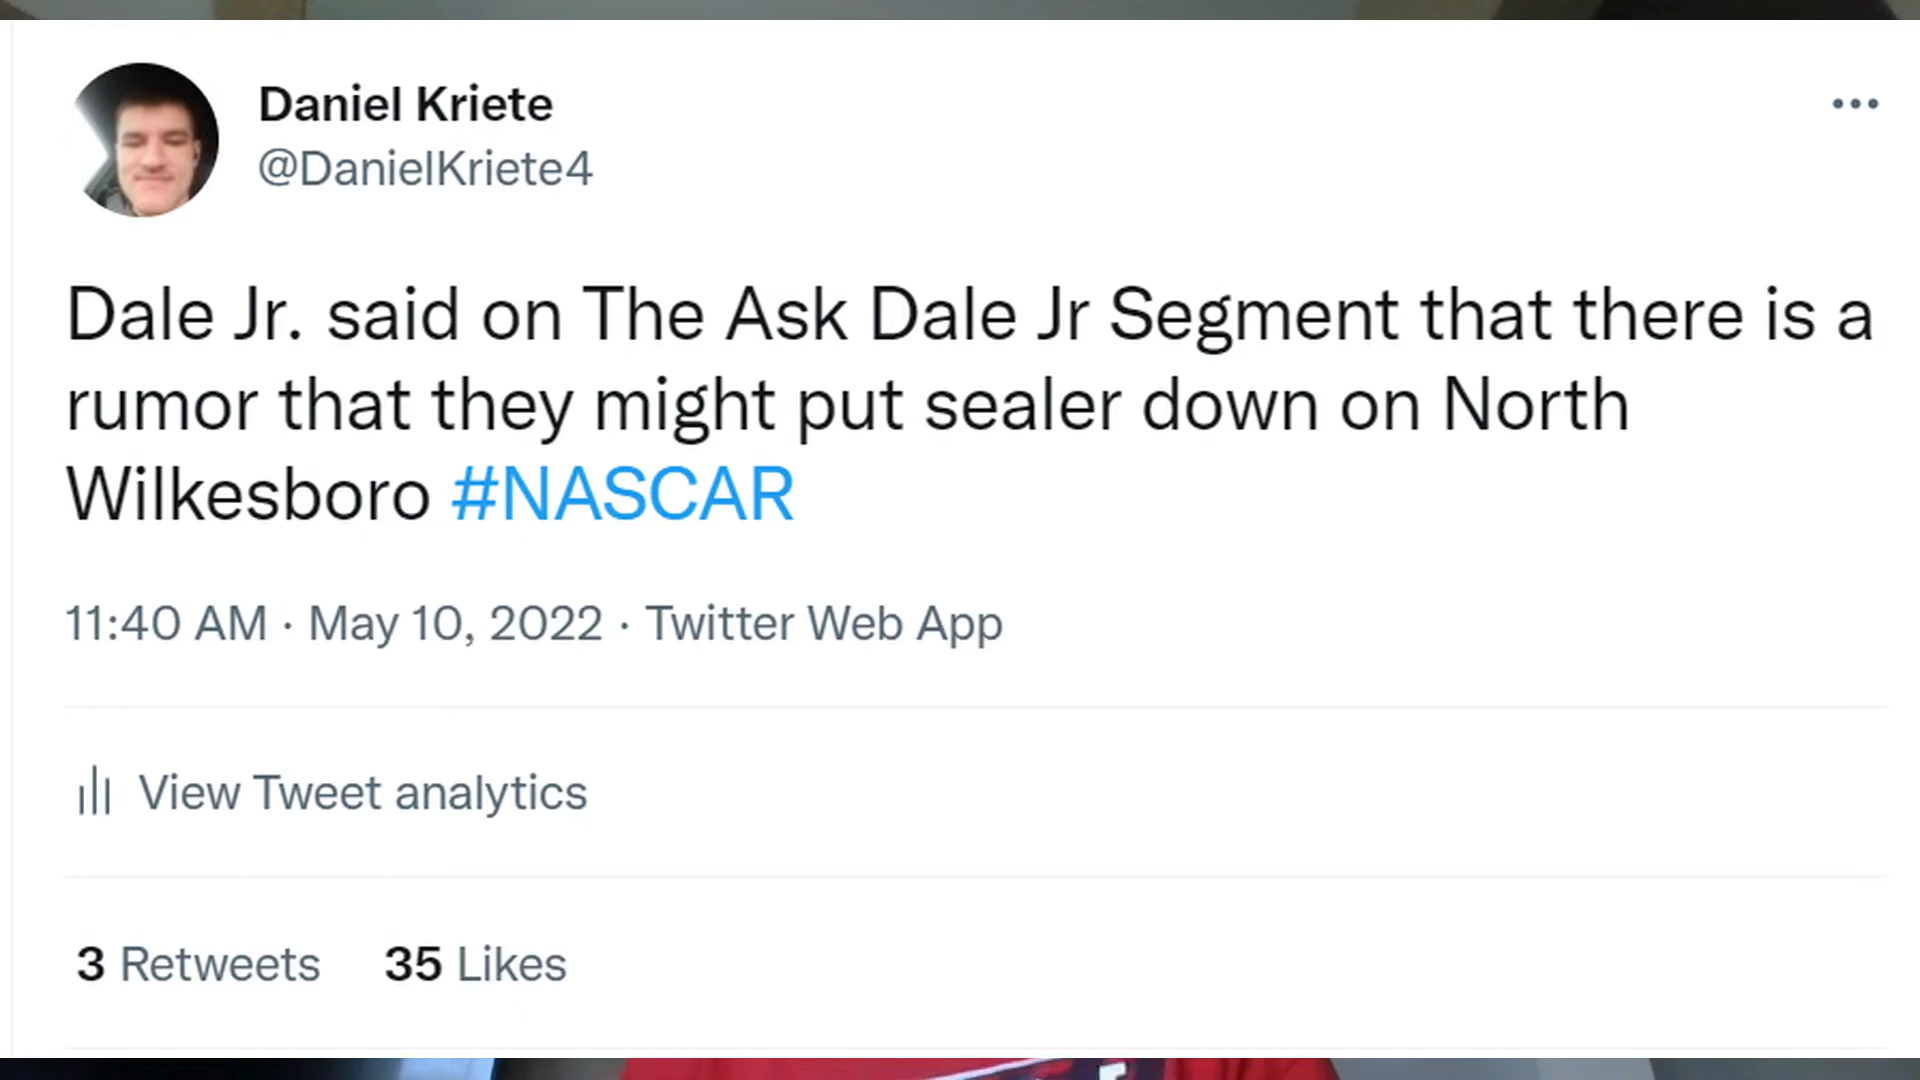 Daniel Kriete
@DanielKriete4
Dale Jr. said on The Ask Dale Jr Segment that there is a
rumor that they might put sealer down on North
Wilkesboro #NASCAR
11:40 AM · May 10, 2022 · Twitter Web App
View Tweet analytics
3 Retweets 35 Likes